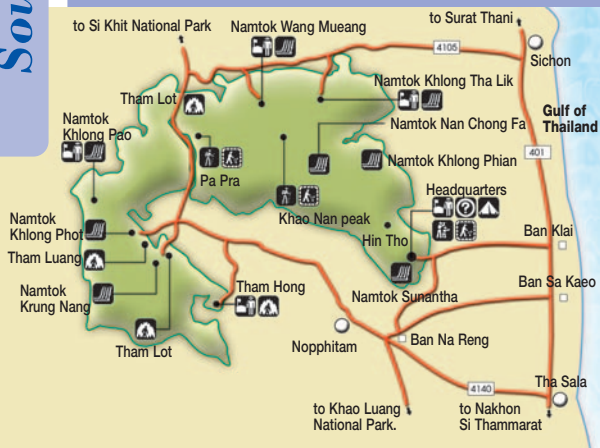 Sou
to Si Khit National Park
Namtok Wang Mueang
to Surat Thani
4105
Sichon
Namtok Khlong Tha Lik
Tham Lot
Gulf of
Thailand
Namtok
Khlong Pao
Namtok Nan Chong Fa
401
Namtok Khlong Phian
Pa Pra
Headquarters
Khao Nan peak
Namtok
Khlong Phot
Hin Tho
Ban Klai
Tham Luang
Ban Sa Kaeo
Namtok
Krung Nang
Tham Hong
Namtok Sunantha
Tham Lot
Nopphitam
Ban Na Reng
4140
Tha Sala
to Khao Luang
National Park.
to Nakhon
Si Thammarat